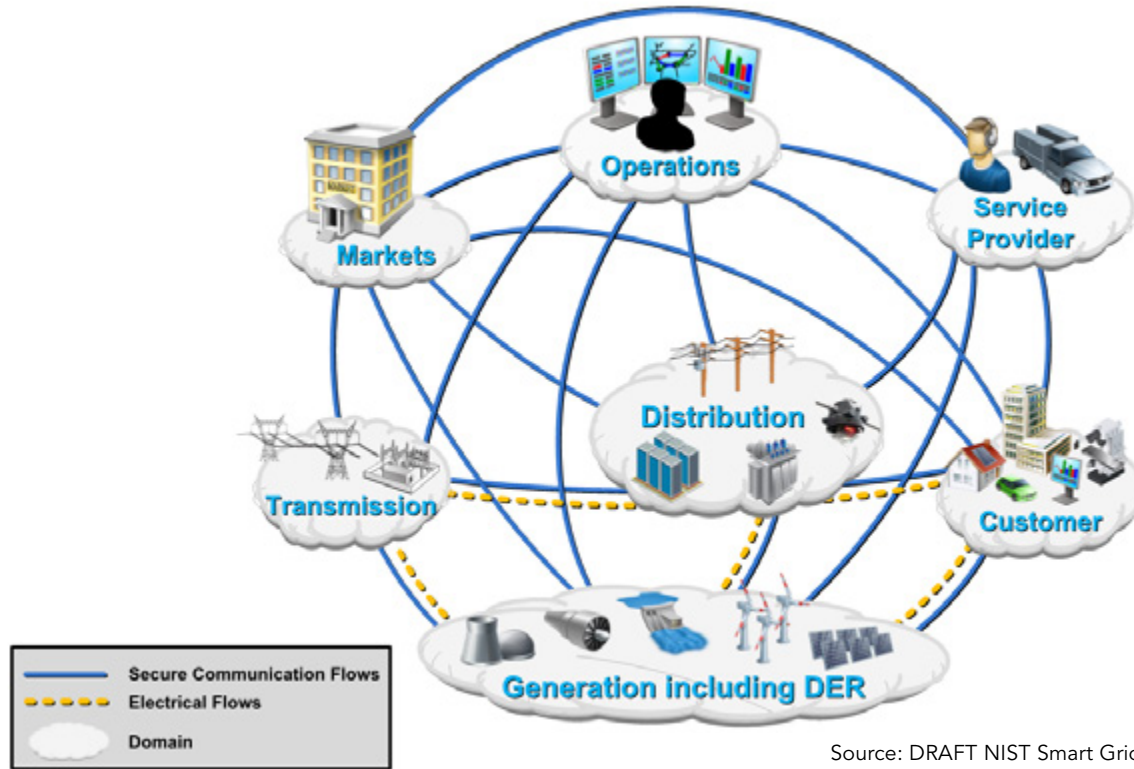 Operations
Markets
Service
Provider
Distribution
Transmission
Customer
Generation including DER
Secure Communication Flows
Electrical Flows
Domain
Source: DRAFT NIST Smart Grid